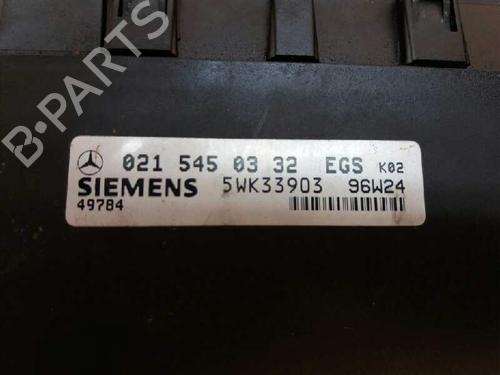 021 545 03 32 EGS K02
SIEMENS 5WK33903 96W24
49784
B-PARTS